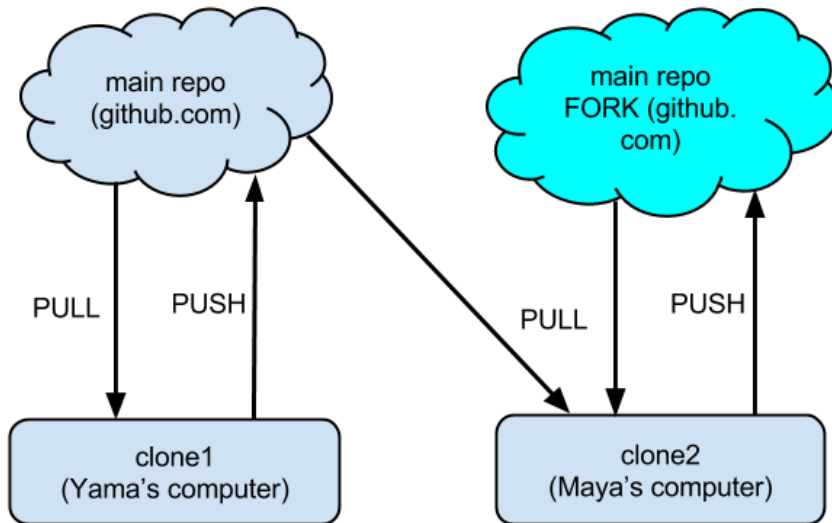 main repo
(github.com)
main repo
FORK (github.
com)
PULL
PUSH
PULL
PUSH
clone1
(Yama's computer)
clone2
(Maya's computer)